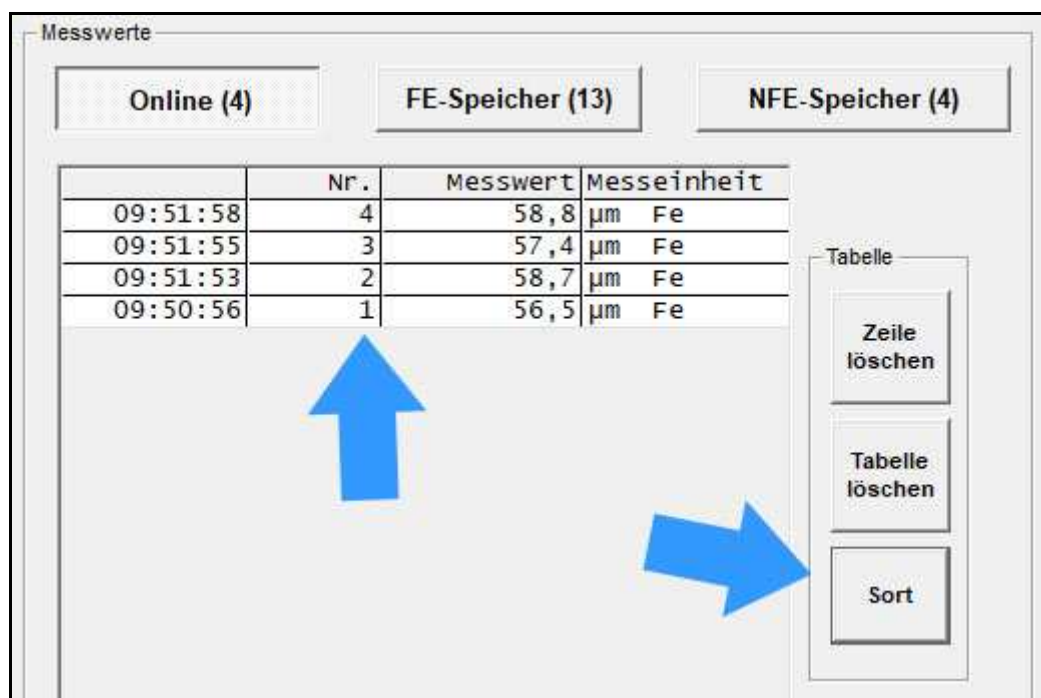 Messwerte
Online (4) FE-Speicher (13) NFE-Speicher (4)
Nr. Messwert Messeinheit
09:51:58 4 58,8 µm Fe
09:51:55 3 57,4 µm Fe
09:51:53 2 58,7 µm Fe
09:50:56 1 56,5 µm Fe
Tabelle
Zeile
löschen
Tabelle
löschen
Sort